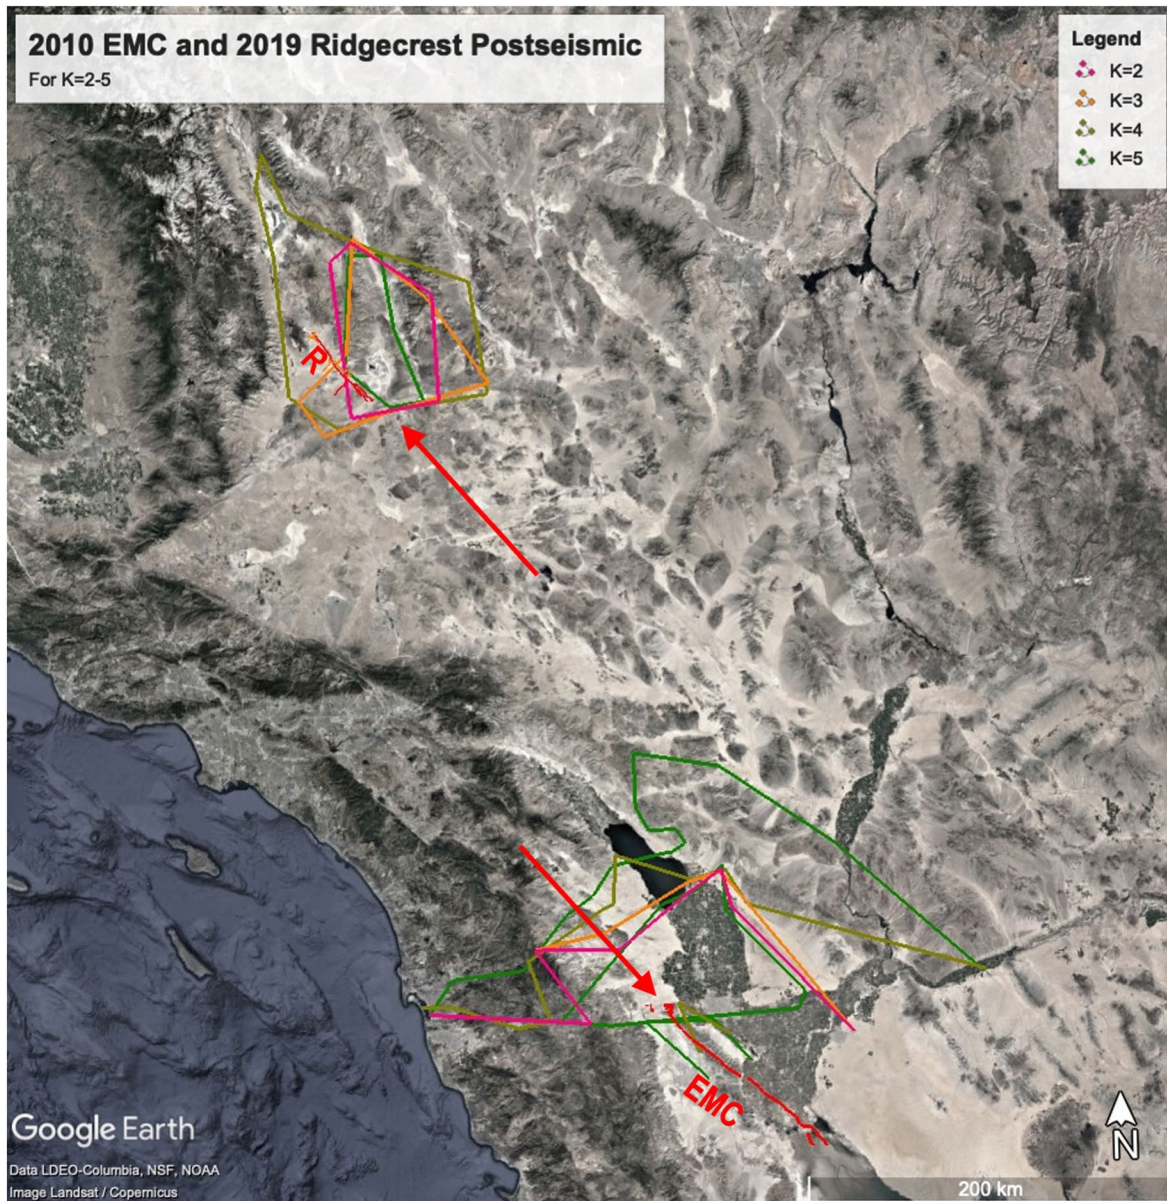 2010 EMC and 2019 Ridgecrest Postseismic
For K=2-5
Legend
K=2
K=3
K=4
K=5
R
EMC
Google Earth
N
Data LDEO-Columbia, NSF, NOAA
Image Landsat / Copernicus
200 km